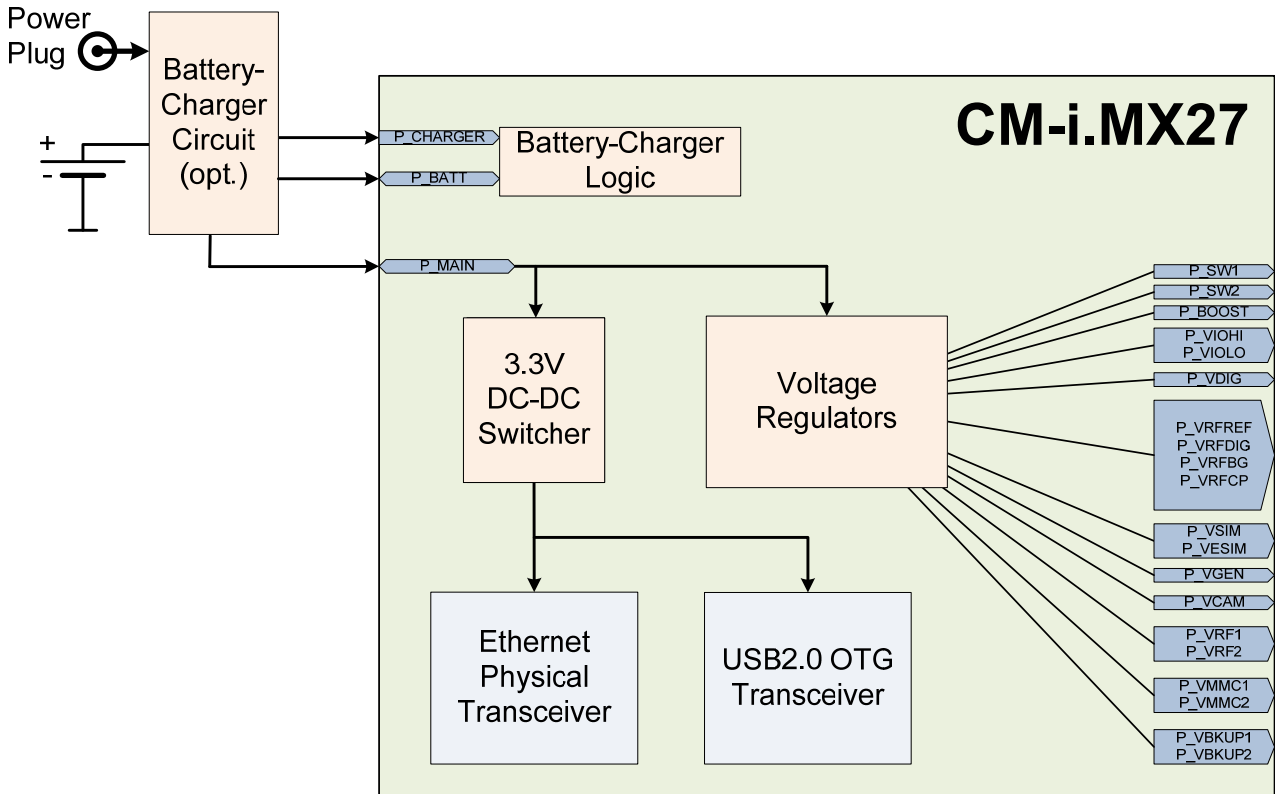 Power
Plug
Battery-
Charger
Circuit
(opt.)
+
-
CM-i.MX27
P_CHARGER
P_BATT
Battery-Charger
Logic
P_MAIN
3.3V
DC-DC
Switcher
Voltage
Regulators
P_SW1
P_SW2
P_BOOST
P_VIOHI
P_VIOLO
P_VDIG
P_VRFREF
P_VRFDIG
P_VRFBG
P_VRFCP
P_VSIM
P_VESIM
P_VGEN
P_VCAM
P_VRF1
P_VRF2
P_VMMC1
P_VMMC2
P_VBKUP1
P_VBKUP2
Ethernet
Physical
Transceiver
USB2.0 OTG
Transceiver